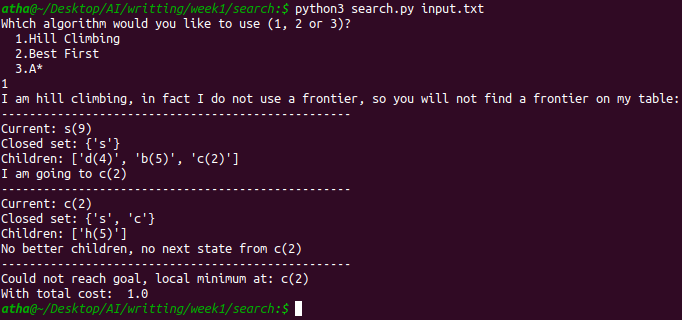 atha@~/Desktop/AI/writting/week1/search:$ python3 search.py input.txt
Which algorithm would you like to use (1, 2 or 3)?
  1.Hill Climbing
  2.Best First
  3.A*
1
I am hill climbing, in fact I do not use a frontier, so you will not find a frontier on my table:
--------------------------------------------------
Current: s(9)
Closed set: {'s'}
Children: ['d(4)', 'b(5)', 'c(2)']
I am going to c(2)
--------------------------------------------------
Current: c(2)
Closed set: {'s', 'c'}
Children: ['h(5)']
No better children, no next state from c(2)
--------------------------------------------------
Could not reach goal, local minimum at: c(2)
With total cost:  1.0
atha@~/Desktop/AI/writting/week1/search:$